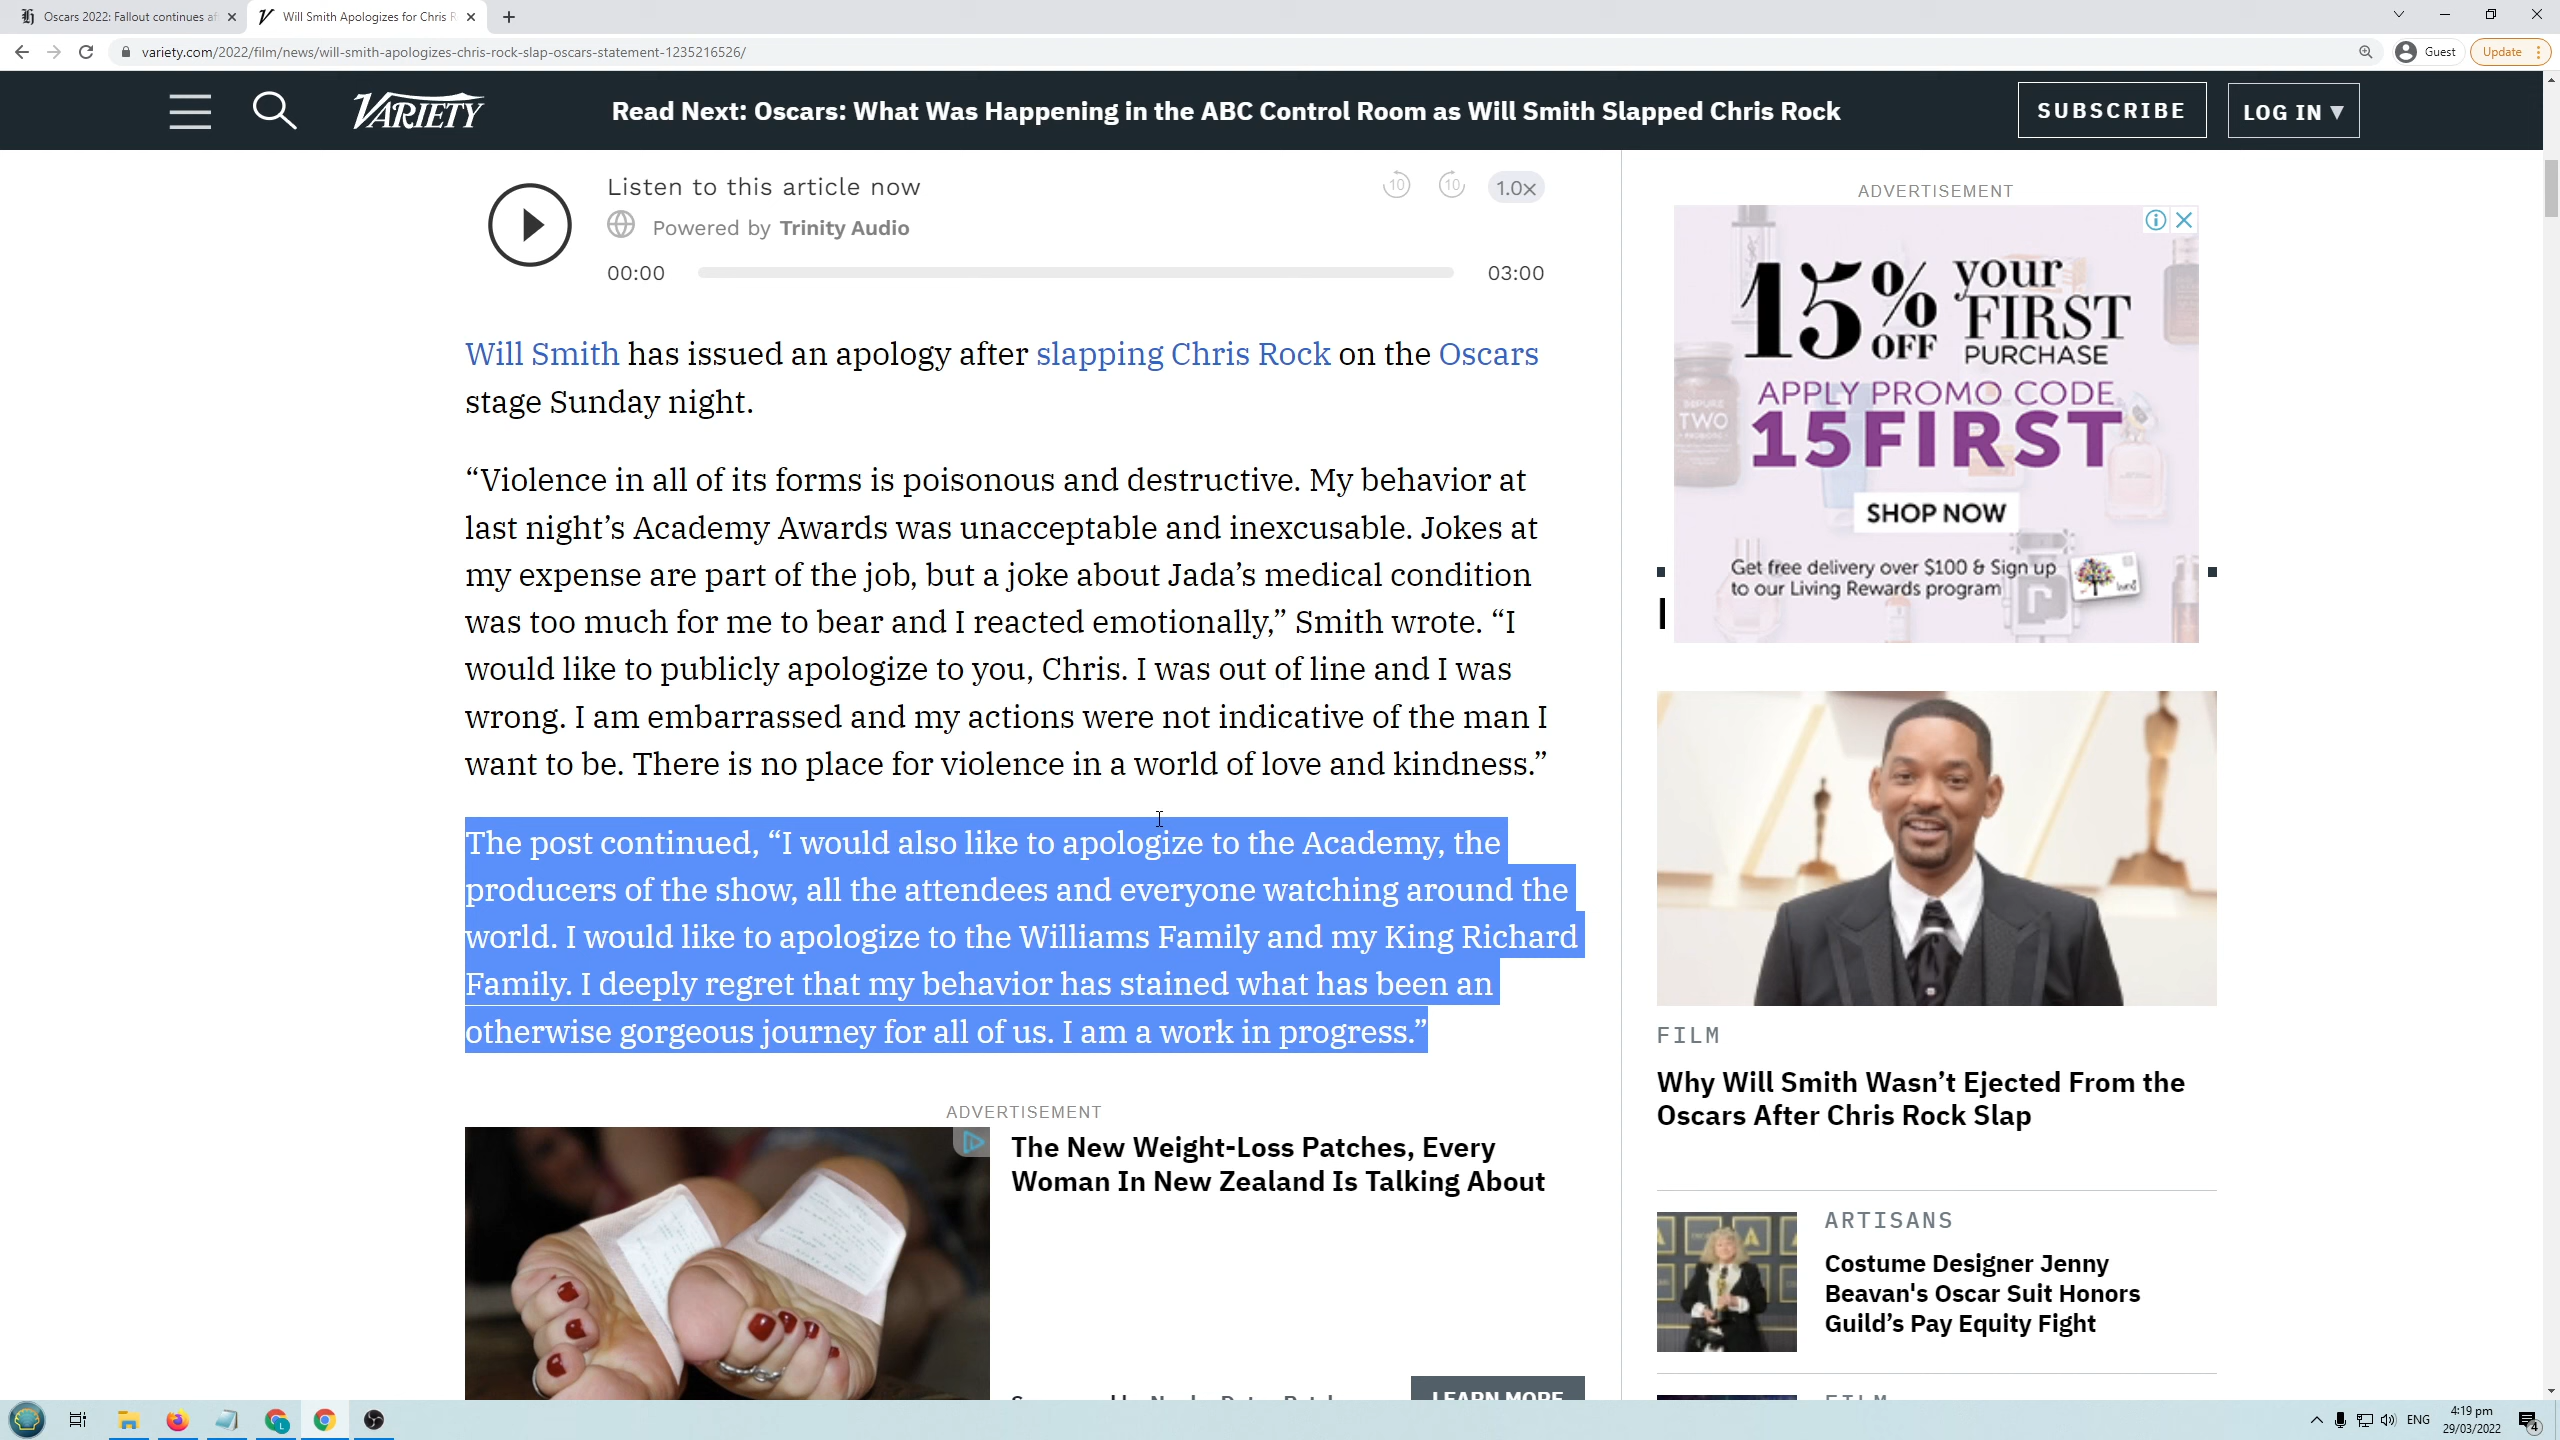 Oscars 2022: Fallout continues af
Will Smith Apologizes for Chris R
variety.com/2022/film/news/will-smith-apologizes-chris-rock-slap-oscars-statement-1235216526/
Guest
Update
VARIETY
Read Next: Oscars: What Was Happening in the ABC Control Room as Will Smith Slapped Chris Rock
SUBSCRIBE
LOG IN ▼
Listen to this article now
10
10
1.0x
Powered by Trinity Audio
00:00
03:00
Will Smith has issued an apology after slapping Chris Rock on the Oscars
stage Sunday night.
“Violence in all of its forms is poisonous and destructive. My behavior at
last night’s Academy Awards was unacceptable and inexcusable. Jokes at
my expense are part of the job, but a joke about Jada’s medical condition
was too much for me to bear and I reacted emotionally,” Smith wrote. “I
would like to publicly apologize to you, Chris. I was out of line and I was
wrong. I am embarrassed and my actions were not indicative of the man I
want to be. There is no place for violence in a world of love and kindness.”
The post continued, “I would also like to apologize to the Academy, the
producers of the show, all the attendees and everyone watching around the
world. I would like to apologize to the Williams Family and my King Richard
Family. I deeply regret that my behavior has stained what has been an
otherwise gorgeous journey for all of us. I am a work in progress.”
ADVERTISEMENT
The New Weight-Loss Patches, Every
Woman In New Zealand Is Talking About
LEARN MORE
ADVERTISEMENT
15% OFF your FIRST PURCHASE
APPLY PROMO CODE
15FIRST
SHOP NOW
Get free delivery over $100 & Sign up
to our Living Rewards program
FILM
Why Will Smith Wasn’t Ejected From the
Oscars After Chris Rock Slap
ARTISANS
Costume Designer Jenny
Beavan's Oscar Suit Honors
Guild’s Pay Equity Fight
FILM
ENG
4:19 pm
29/03/2022
4